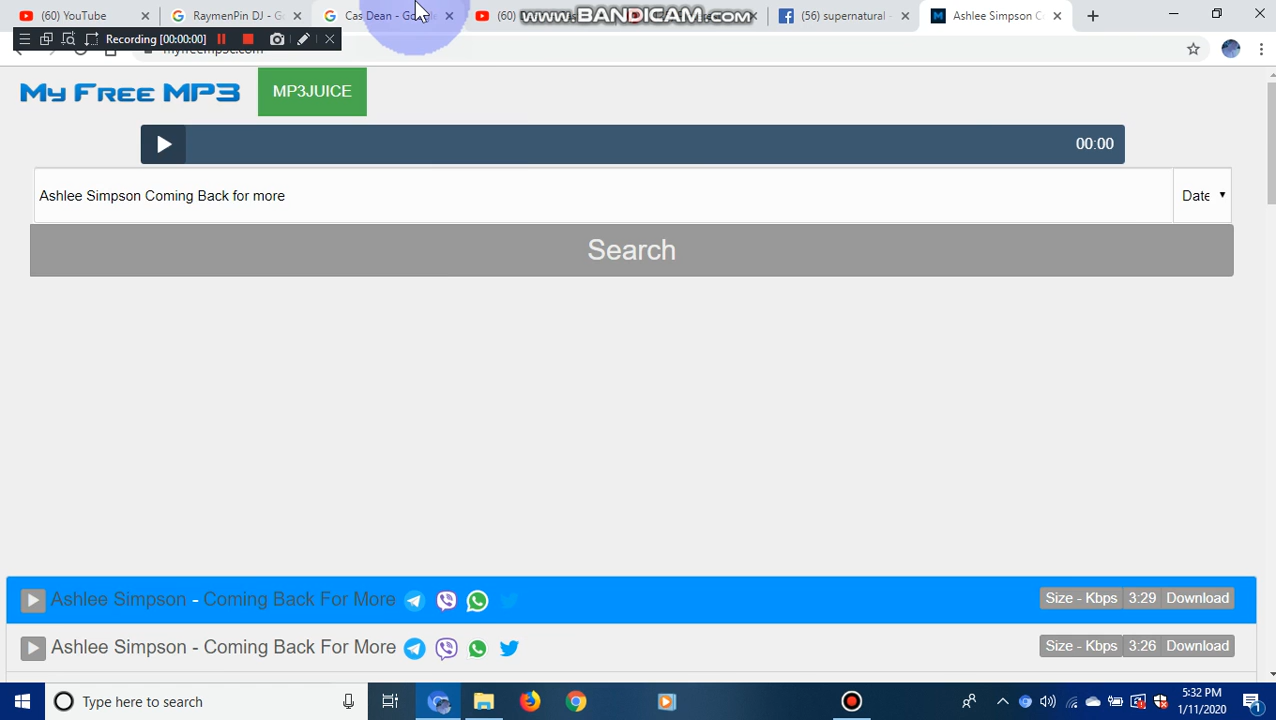 (60) YouTube
RaymenPin DJ - G
Cas Dean - Go
(60)
www.BANDICAM.com
(56) supernatural -
Ashlee Simpson C
Recording [00:00:00]
My Free MP3
MP3JUICE
00:00
Ashlee Simpson Coming Back for more
Date
Search
Ashlee Simpson - Coming Back For More
Size - Kbps 3:29 Download
Ashlee Simpson - Coming Back For More
Size - Kbps 3:26 Download
Type here to search
5:32 PM
1/11/2020
1